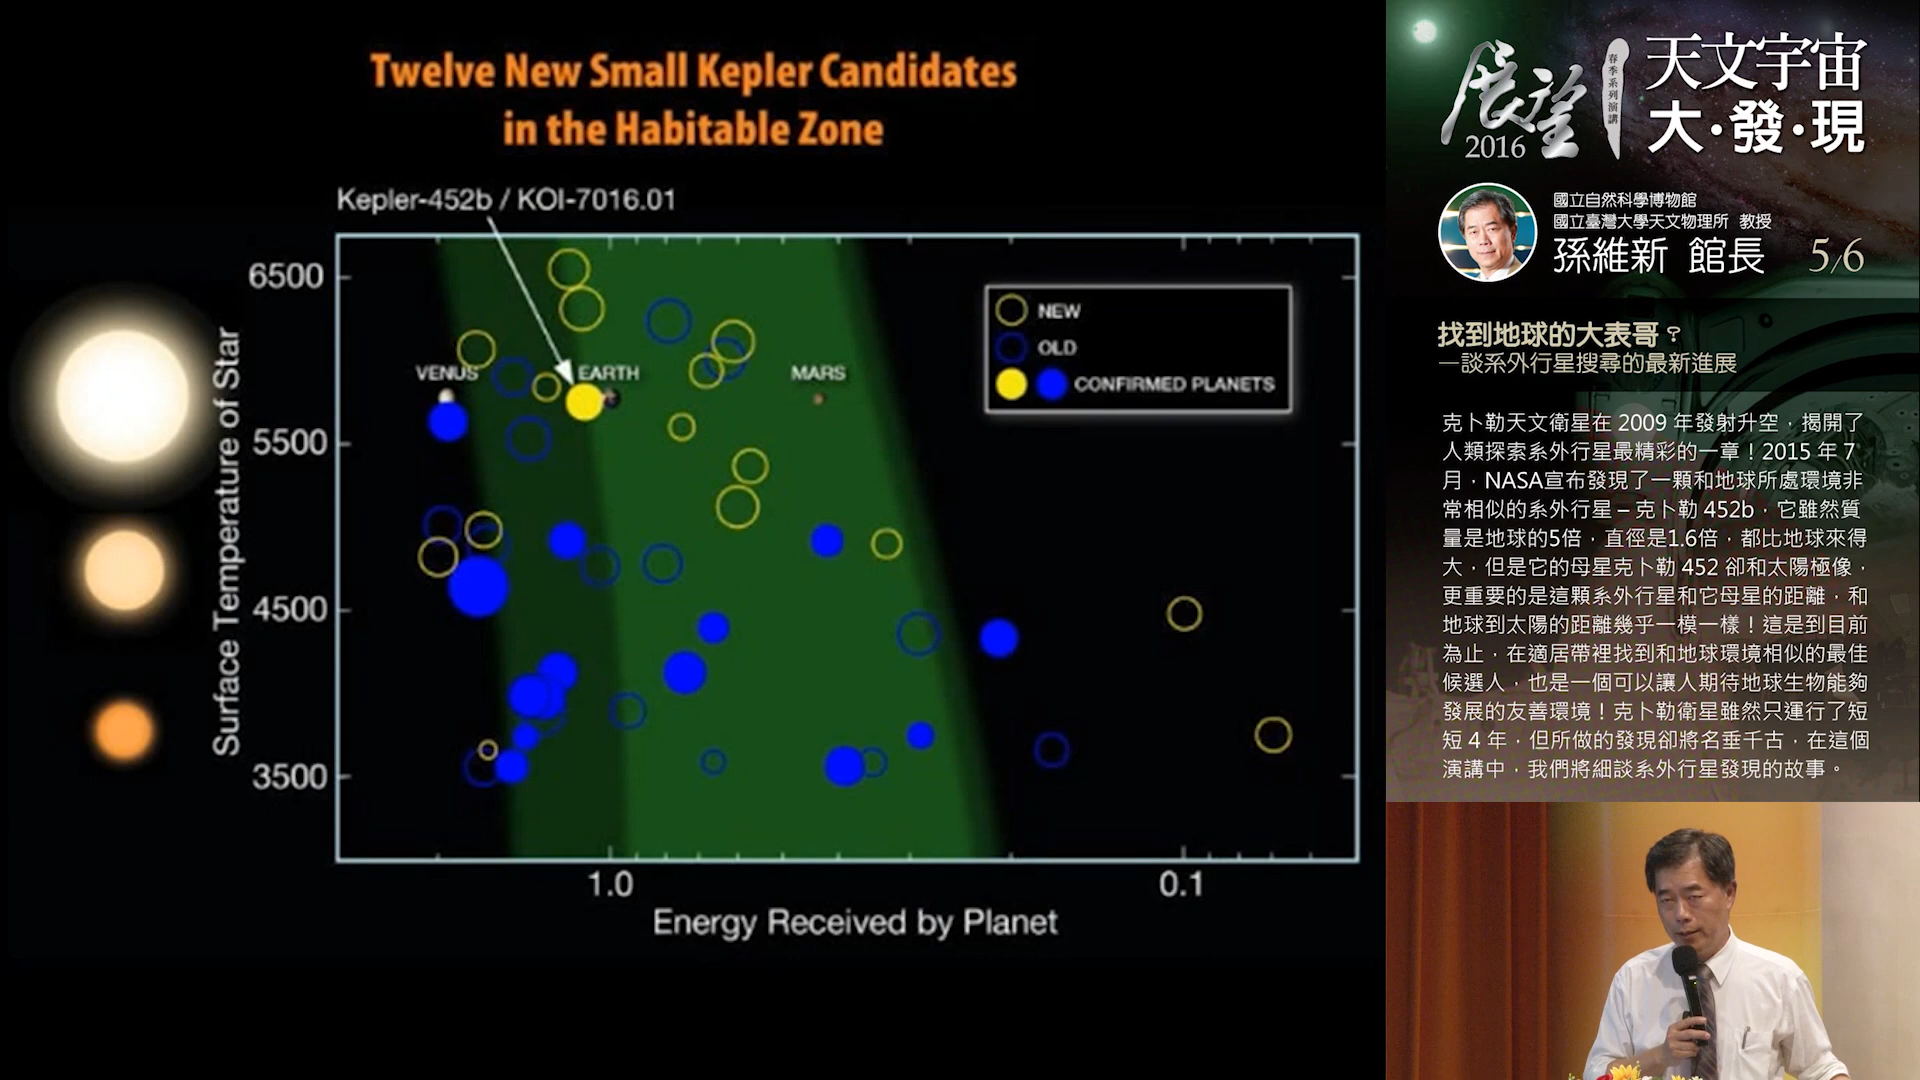 Twelve New Small Kepler Candidates
in the Habitable Zone
Kepler-452b / KOI-7016.01
6500
5500
4500
3500
Surface Temperature of Star
VENUS
EARTH
MARS
NEW
OLD
CONFIRMED PLANETS
1.0
0.1
Energy Received by Planet
展望
2016
春季系列演講
天文宇宙
大·發·現
國立自然科學博物館
國立臺灣大學天文物理所 教授
孫維新 館長 5/6
找到地球的大表哥?
—談系外行星搜尋的最新進展
克卜勒天文衛星在 2009 年發射升空,揭開了
人類探索系外行星最精彩的一章!2015 年 7
月,NASA宣布發現了一顆和地球所處環境非
常相似的系外行星 – 克卜勒 452b,它雖然質
量是地球的5倍,直徑是1.6倍,都比地球來得
大,但是它的母星克卜勒 452 卻和太陽極像,
更重要的是這顆系外行星和它母星的距離,和
地球到太陽的距離幾乎一模一樣!這是到目前
為止,在適居帶裡找到和地球環境相似的最佳
候選人,也是一個可以讓人期待地球生物能夠
發展的友善環境!克卜勒衛星雖然只運行了短
短 4 年,但所做的發現卻將名垂千古,在這個
演講中,我們將細談系外行星發現的故事。